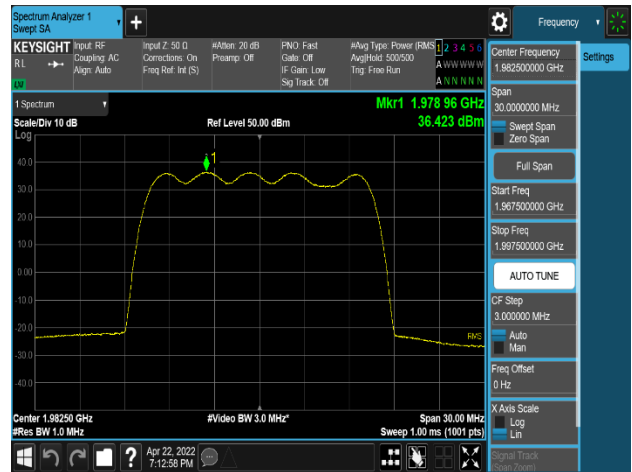 Spectrum Analyzer 1
Swept SA
Frequency
KEYSIGHT
RL
Input: RF
Coupling: AC
Align: Auto
Input Z: 50 Ω
Corrections: On
Freq Ref: Int (S)
#Atten: 20 dB
Preamp: Off
PNO: Fast
Gate: Off
IF Gain: Low
Sig Track: Off
#Avg Type: Power (RMS
Avg|Hold: 500/500
Trig: Free Run
1 2 3 4 5 6
A W W W W W
A N N N N N
1 Spectrum
Scale/Div 10 dB
Log
Ref Level 50.00 dBm
Mkr1 1.978 96 GHz
36.423 dBm
1
40.0
30.0
20.0
10.0
0.00
-10.0
-20.0
-30.0
-40.0
RMS
Center 1.98250 GHz
#Res BW 1.0 MHz
#Video BW 3.0 MHz*
Span 30.00 MHz
Sweep 1.00 ms (1001 pts)
Apr 22, 2022
7:12:58 PM
?
Center Frequency
1.982500000 GHz
Settings
Span
30.0000000 MHz
Swept Span
Zero Span
Full Span
Start Freq
1.967500000 GHz
Stop Freq
1.997500000 GHz
AUTO TUNE
CF Step
3.000000 MHz
Auto
Man
Freq Offset
0 Hz
X Axis Scale
Log
Lin
Signal Track
(Span Zoom)